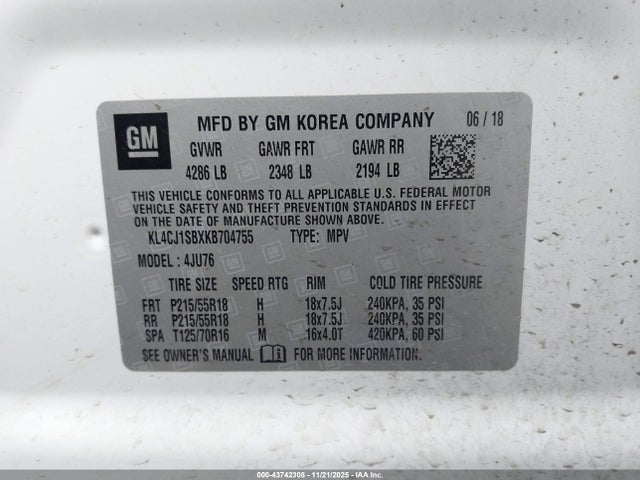 GM
MFD BY GM KOREA COMPANY 06 / 18
GVWR GAWR FRT GAWR RR
4286 LB 2348 LB 2194 LB
THIS VEHICLE CONFORMS TO ALL APPLICABLE U.S. FEDERAL MOTOR
VEHICLE SAFETY AND THEFT PREVENTION STANDARDS IN EFFECT
ON THE DATE OF MANUFACTURE SHOWN ABOVE.
KL4CJ1SBXKB704755 TYPE: MPV
MODEL : 4JU76
TIRE SIZE SPEED RTG RIM COLD TIRE PRESSURE
FRT P215/55R18 H 18x7.5J 240KPA, 35 PSI
RR P215/55R18 H 18x7.5J 240KPA, 35 PSI
SPA T125/70R16 M 16x4.0T 420KPA, 60 PSI
SEE OWNER'S MANUAL FOR MORE INFORMATION.
000-43742308 - 11/21/2025 - IAAI.com